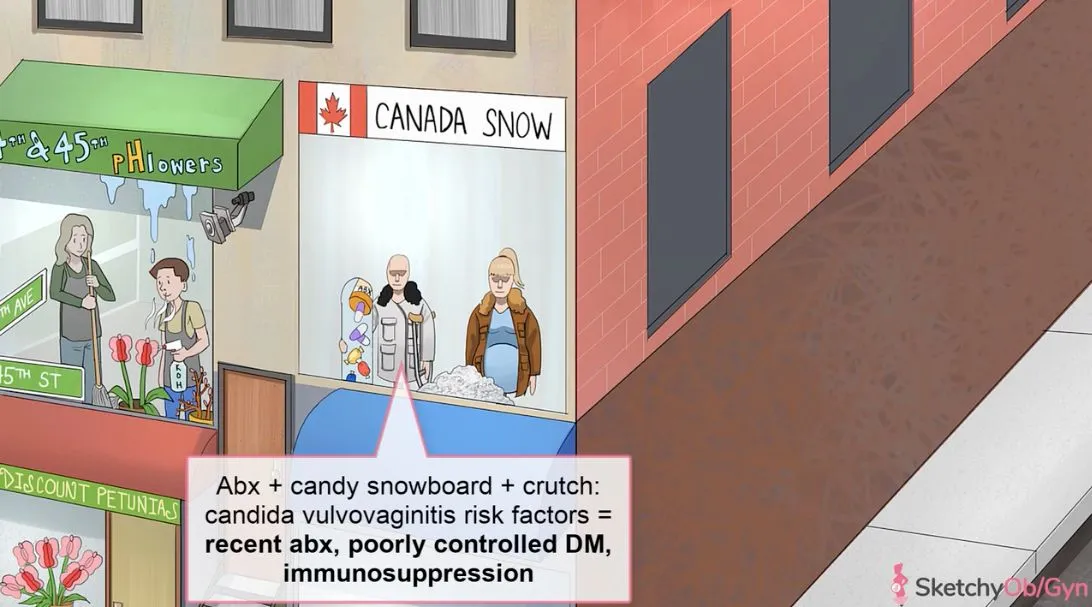 CANADA SNOW
& 45TH
pHlowers
ABX
TH AVE
45TH ST
KOH
DISCOUNT PETUNIAS
Abx + candy snowboard + crutch:
candida vulvovaginitis risk factors =
recent abx, poorly controlled DM,
immunosuppression
SketchyOb/Gyn